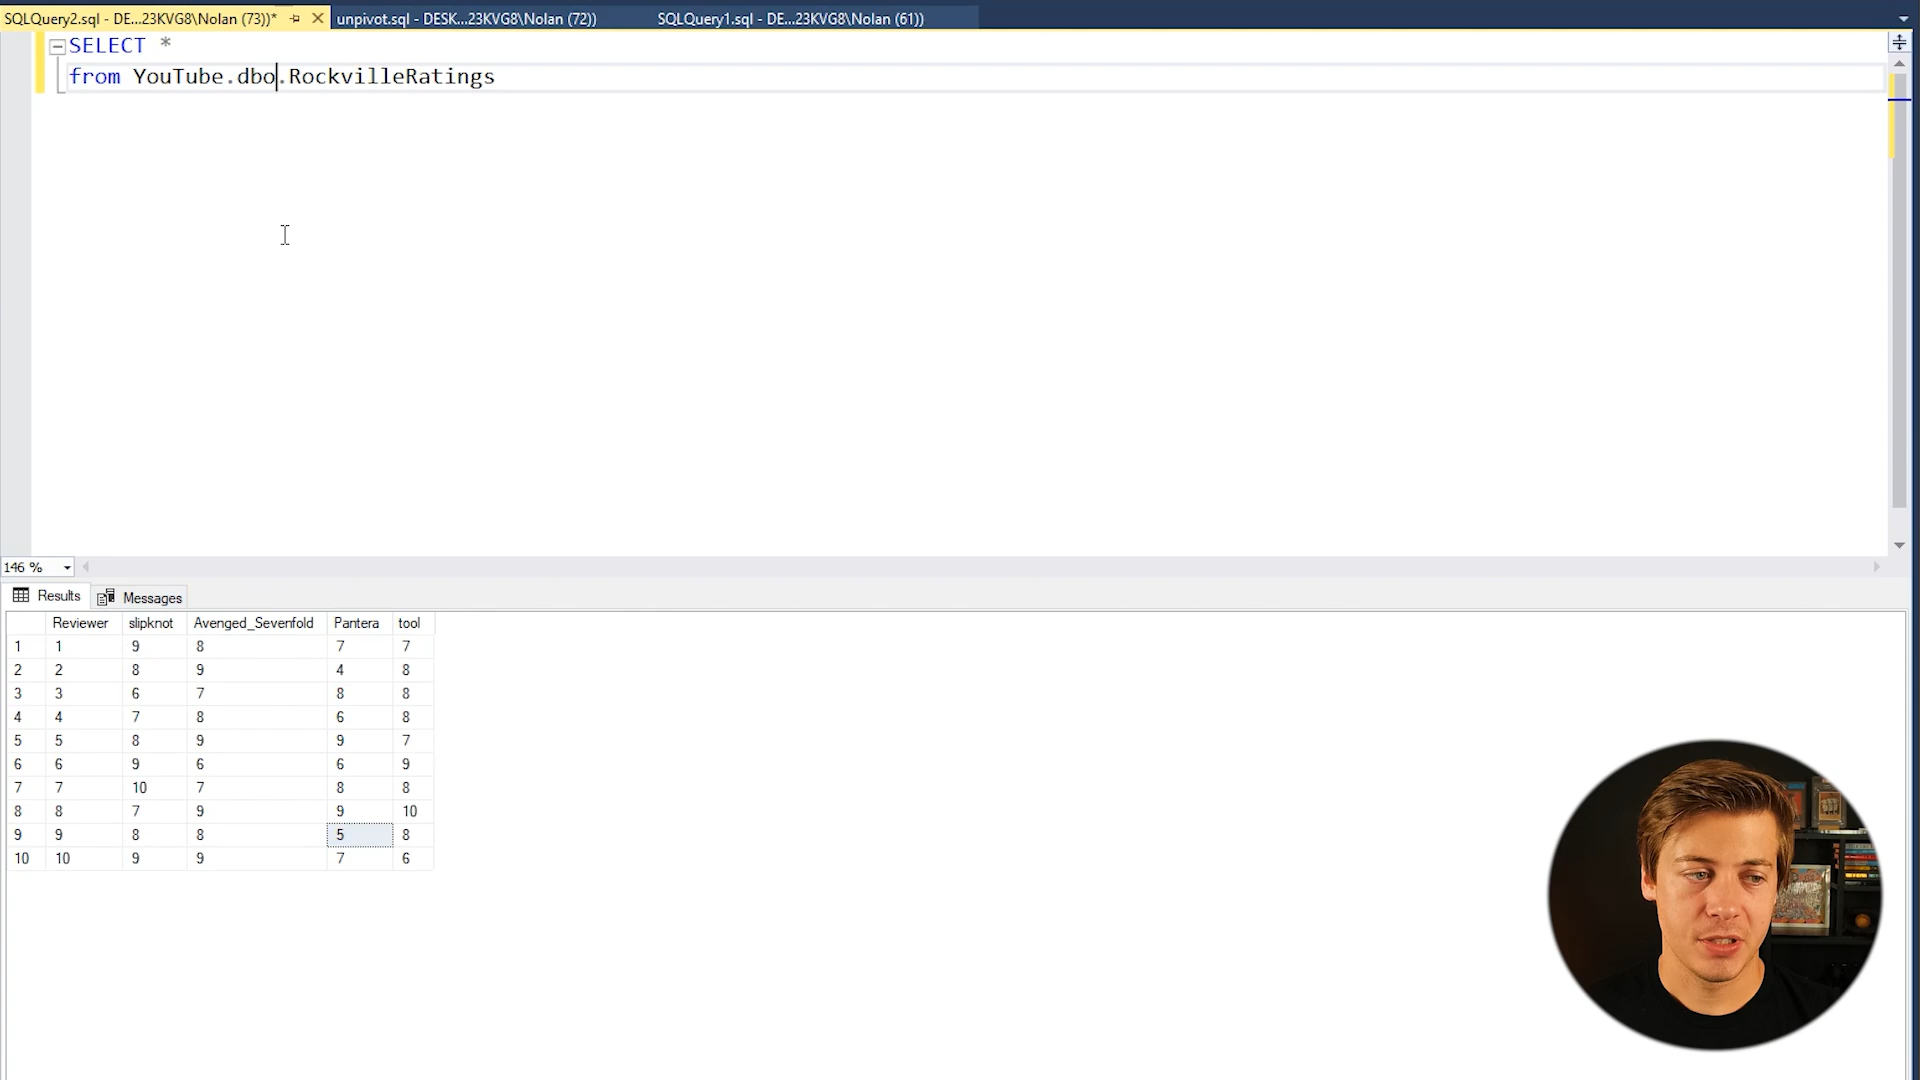 SQLQuery2.sql - DE...23KVG8\Nolan (73))* unpivot.sql - DESK...23KVG8\Nolan (72)) SQLQuery1.sql - DE...23KVG8\Nolan (61))
SELECT *
from YouTube.dbo.RockvilleRatings
146 %
Results Messages
Reviewer slipknot Avenged_Sevenfold Pantera tool
1 1 9 8 7 7
2 2 8 9 4 8
3 3 6 7 8 8
4 4 7 8 6 8
5 5 8 9 9 7
6 6 9 6 6 9
7 7 10 7 8 8
8 8 7 9 9 10
9 9 8 8 5 8
10 10 9 9 7 6